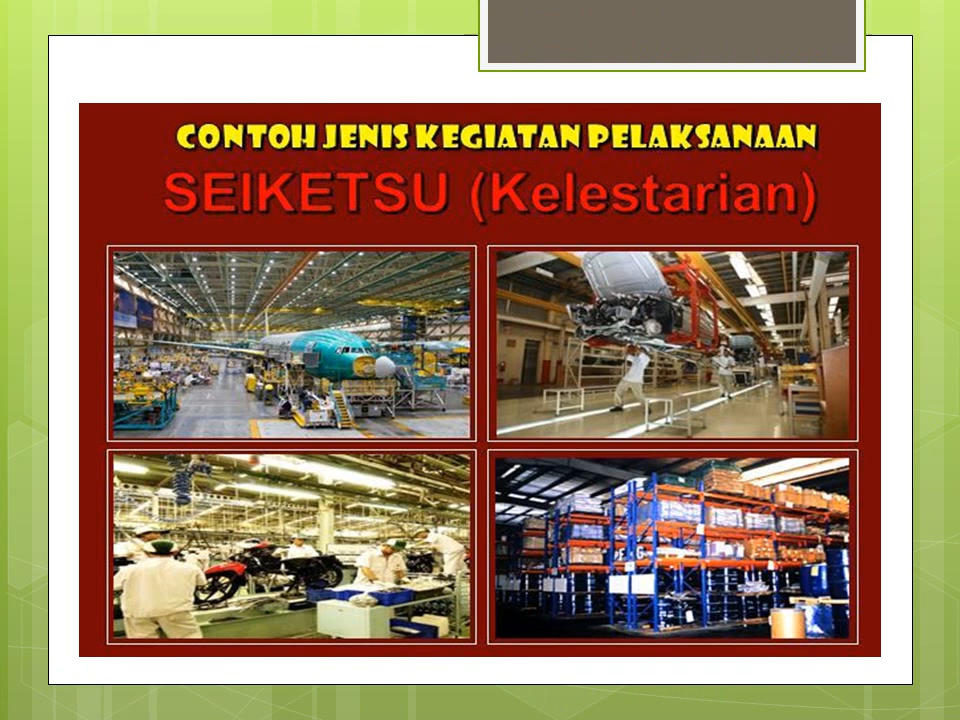 CONTOH JENIS KEGIATAN PELAKSANAAN
SEIKETSU (Kelestarian)